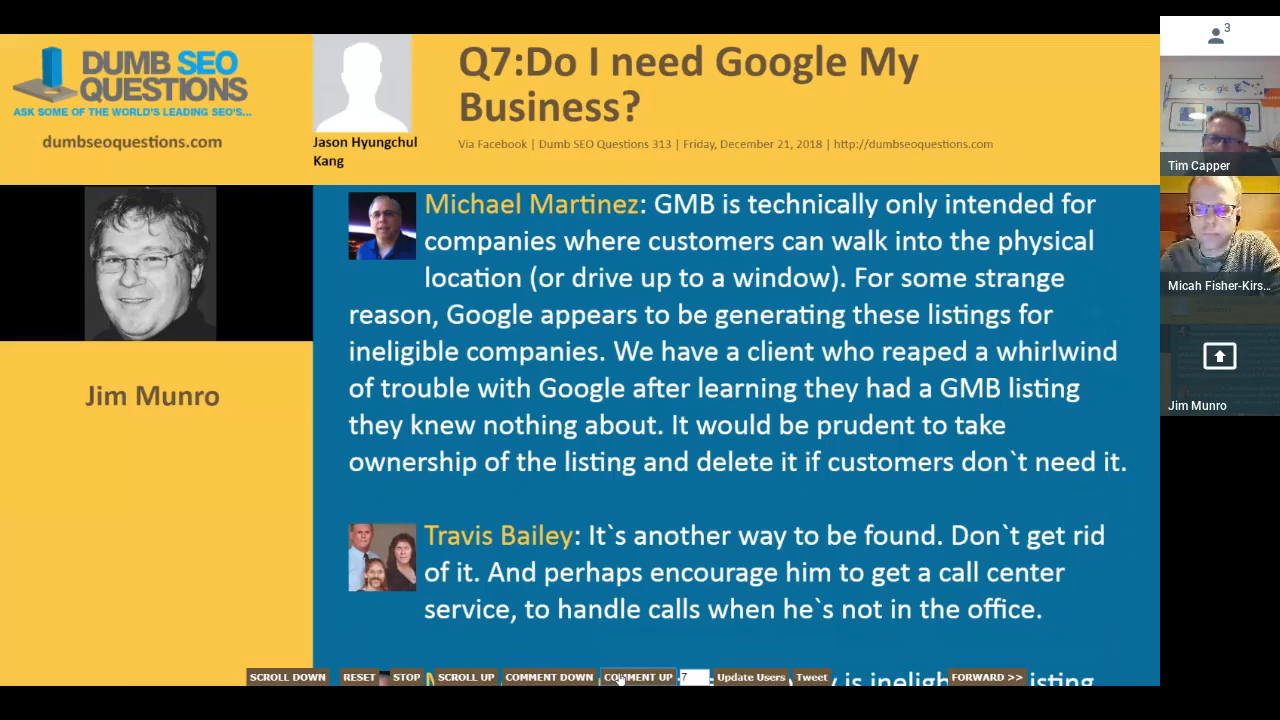 DUMB SEO
QUESTIONS
ASK SOME OF THE WORLD'S LEADING SEO'S...
dumbseoquestions.com
Jason Hyungchul
Kang
Q7:Do I need Google My
Business?
Via Facebook | Dumb SEO Questions 313 | Friday, December 21, 2018 | http://dumbseoquestions.com
Jim Munro
Michael Martinez: GMB is technically only intended for
companies where customers can walk into the physical
location (or drive up to a window). For some strange
reason, Google appears to be generating these listings for
ineligible companies. We have a client who reaped a whirlwind
of trouble with Google after learning they had a GMB listing
they knew nothing about. It would be prudent to take
ownership of the listing and delete it if customers don`t need it.
Travis Bailey: It`s another way to be found. Don`t get rid
of it. And perhaps encourage him to get a call center
service, to handle calls when he`s not in the office.
SCROLL DOWN RESET STOP SCROLL UP COMMENT DOWN COMMENT UP 7 Update Users Tweet FORWARD >>
3
Google
Tim Capper
Micah Fisher-Kirs...
Jim Munro